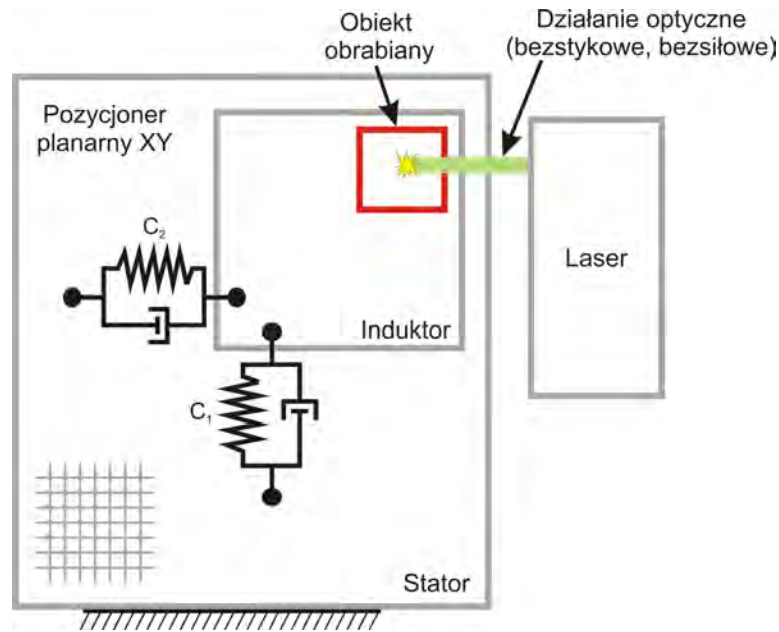 Obiekt
obrabiany
Działanie optyczne
(bezstykowe, bezsiłowe)
Pozycjoner
planarny XY
C₂
Laser
Induktor
C₁
Stator